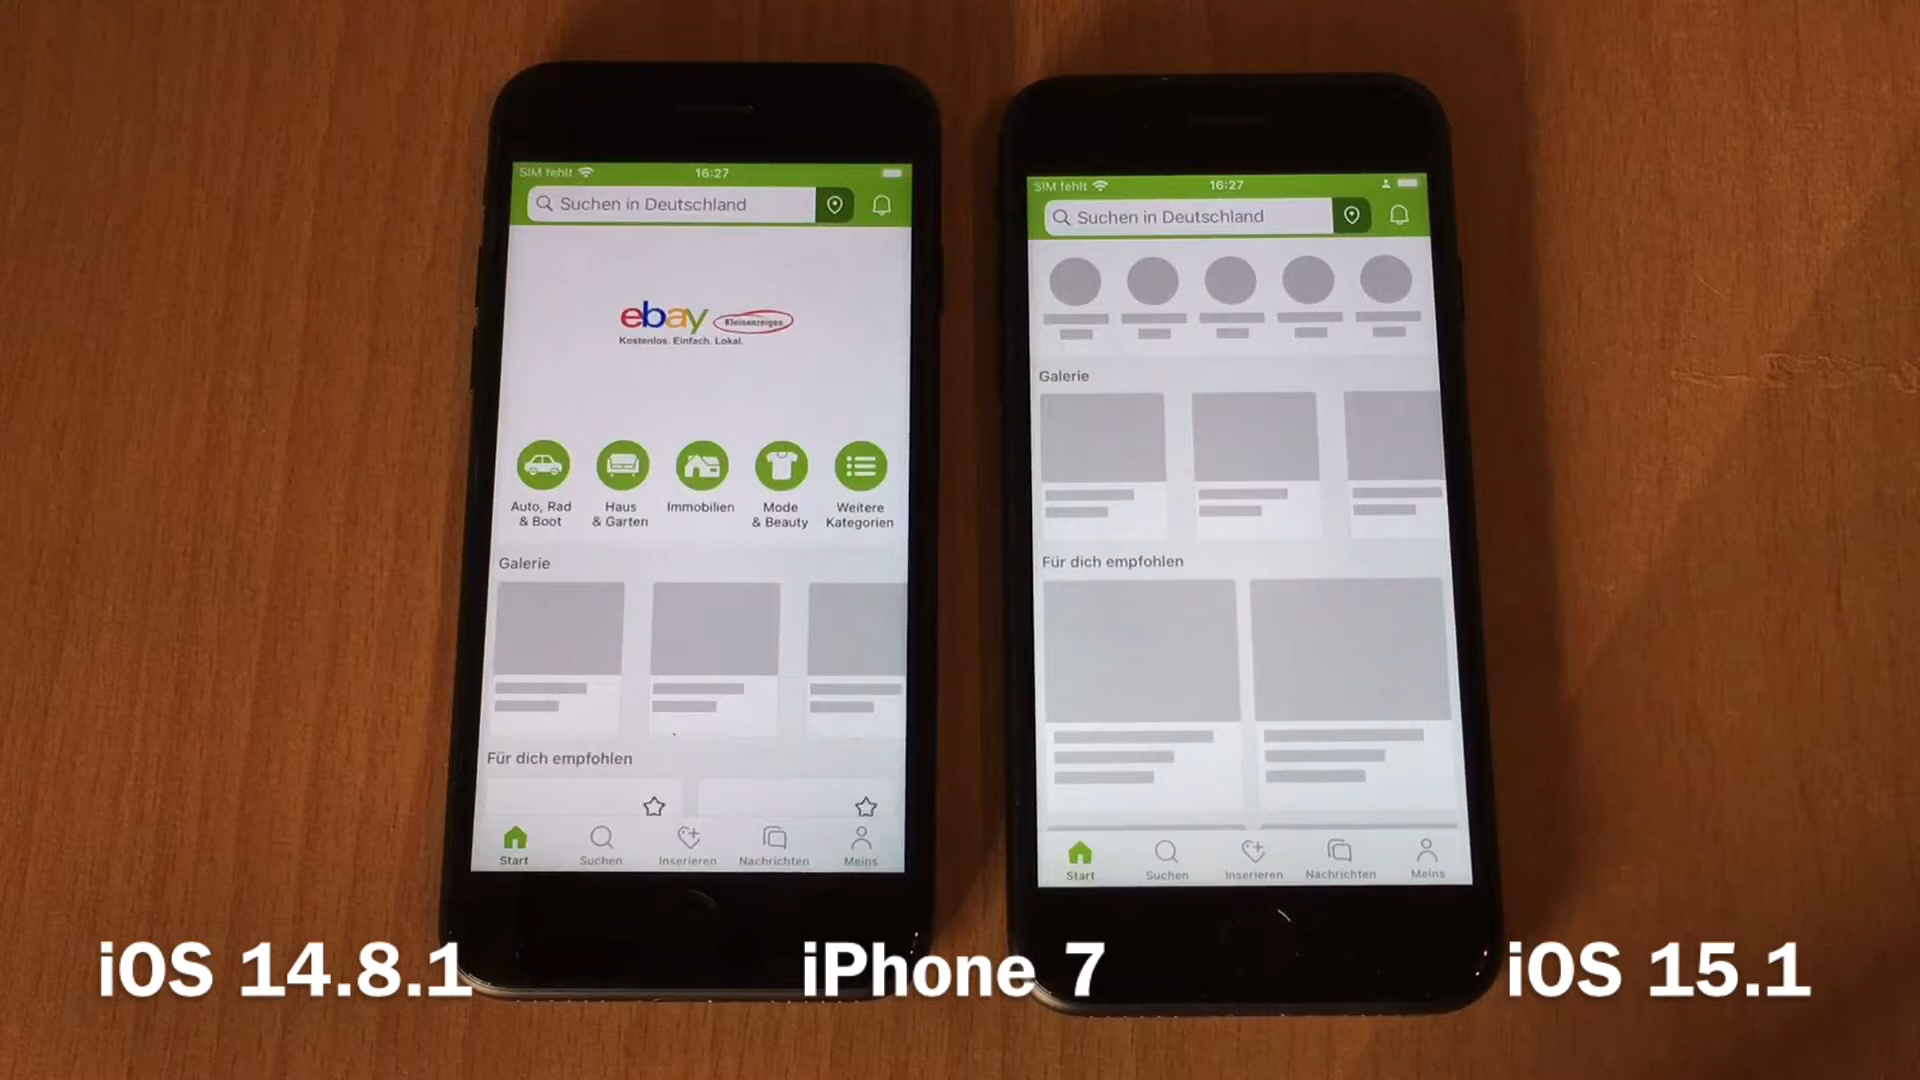 SIM fehlt 16:27
Suchen in Deutschland
ebay Kleinanzeigen
Kostenlos. Einfach. Lokal.
Auto, Rad & Boot
Haus & Garten
Immobilien
Mode & Beauty
Weitere Kategorien
Galerie
Für dich empfohlen
Start Suchen Inserieren Nachrichten Meins
SIM fehlt 16:27
Suchen in Deutschland
Galerie
Für dich empfohlen
Start Suchen Inserieren Nachrichten Meins
iOS 14.8.1 iPhone 7 iOS 15.1